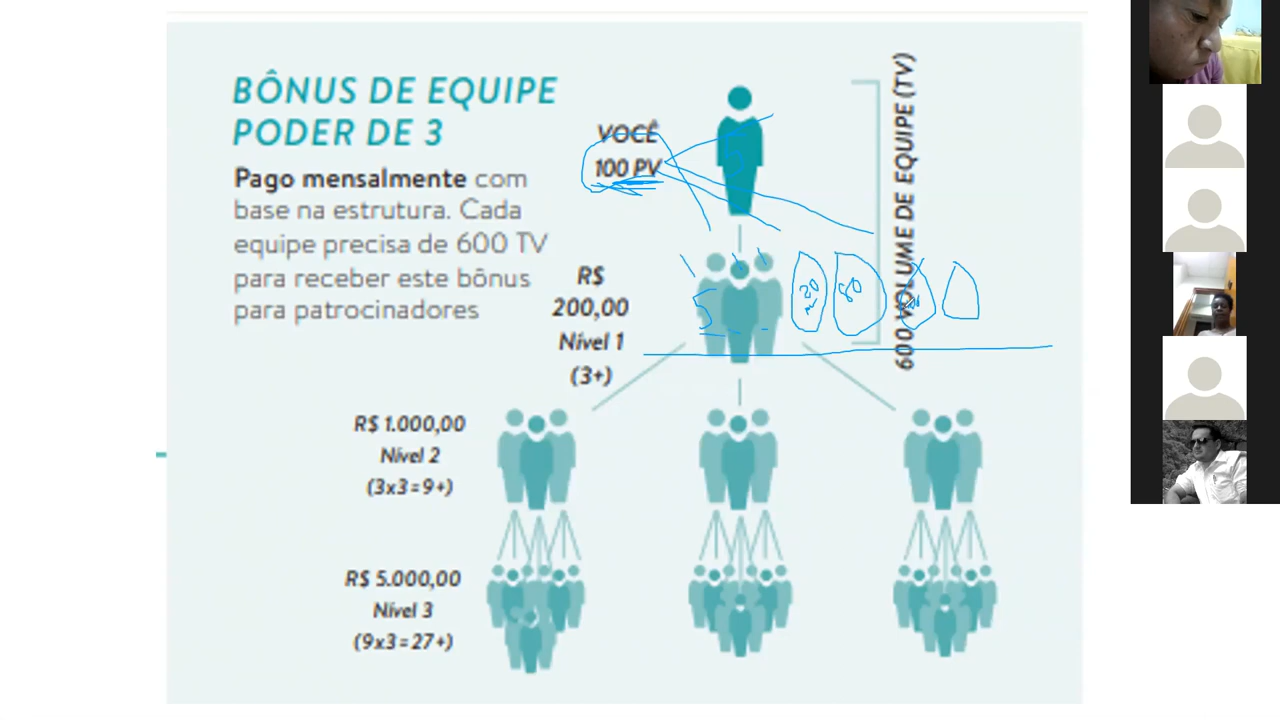 BÔNUS DE EQUIPE
PODER DE 3
Pago mensalmente com
base na estrutura. Cada
equipe precisa de 600 TV
para receber este bônus
para patrocinadores
VOCÊ
100 PV
600 VOLUME DE EQUIPE (TV)
R$
200,00
Nível 1
(3+)
20
80
R$ 1.000,00
Nível 2
(3x3=9+)
R$ 5.000,00
Nível 3
(9x3=27+)